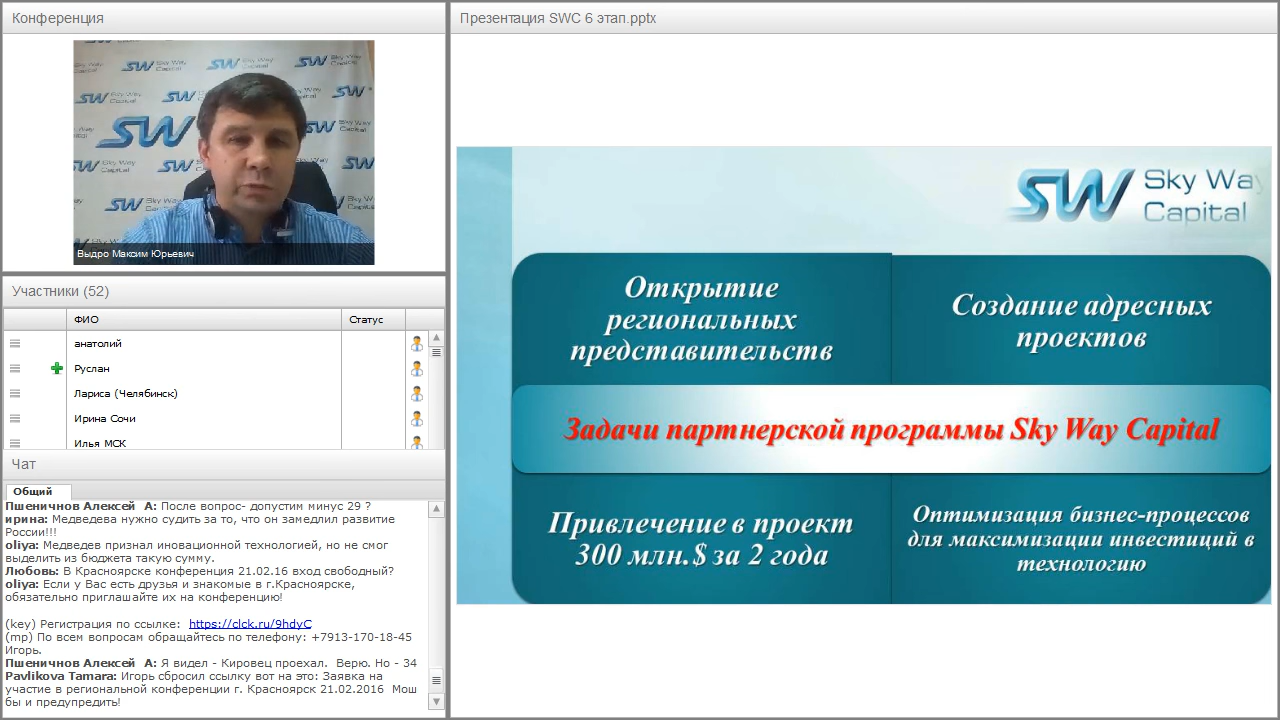 Конференция
SW Sky Way Capital
Выдро Максим Юрьевич
Участники (52)
ФИО Статус
анатолий
Руслан
Лариса (Челябинск)
Ирина Сочи
Илья МСК
Чат
Общий
Пшеничнов Алексей А: После вопрос- допустим минус 29 ?
ирина: Медведева нужно судить за то, что он замедлил развитие
России!!!
oliya: Медведев признал иновационной технологией, но не смог
выделить из бюджета такую сумму.
Любовь: В Красноярске конференция 21.02.16 вход свободный?
oliya: Если у Вас есть друзья и знакомые в г.Красноярске,
обязательно приглашайте их на конференцию!
(key) Регистрация по ссылке: https://clck.ru/9hdyC
(mp) По всем вопросам обращайтесь по телефону: +7913-170-18-45
Игорь.
Пшеничнов Алексей А: Я видел - Кировец проехал. Верю. Но - 34
Pavlikova Tamara: Игорь сбросил ссылку вот на это: Заявка на
участие в региональной конференции г. Красноярск 21.02.2016 Мош
бы и предупредить!
Презентация SWC 6 этап.pptx
SW Sky Way
Capital
Открытие
региональных
представительств
Создание адресных
проектов
Задачи партнерской программы Sky Way Capital
Привлечение в проект
300 млн.$ за 2 года
Оптимизация бизнес-процессов
для максимизации инвестиций в
технологию